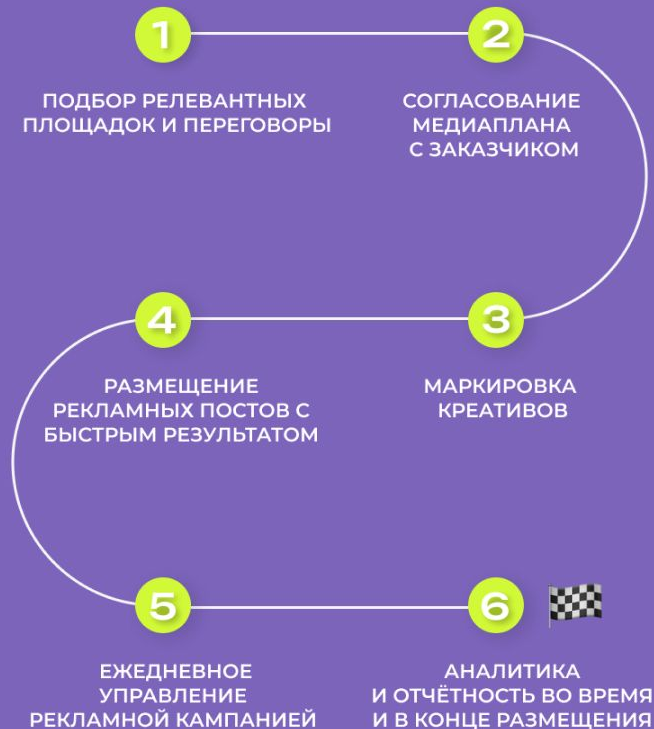 1
ПОДБОР РЕЛЕВАНТНЫХ
ПЛОЩАДОК И ПЕРЕГОВОРЫ
2
СОГЛАСОВАНИЕ
МЕДИАПЛАНА
С ЗАКАЗЧИКОМ
3
МАРКИРОВКА
КРЕАТИВОВ
4
РАЗМЕЩЕНИЕ
РЕКЛАМНЫХ ПОСТОВ С
БЫСТРЫМ РЕЗУЛЬТАТОМ
5
ЕЖЕДНЕВНОЕ
УПРАВЛЕНИЕ
РЕКЛАМНОЙ КАМПАНИЕЙ
6
АНАЛИТИКА
И ОТЧЁТНОСТЬ ВО ВРЕМЯ
И В КОНЦЕ РАЗМЕЩЕНИЯ